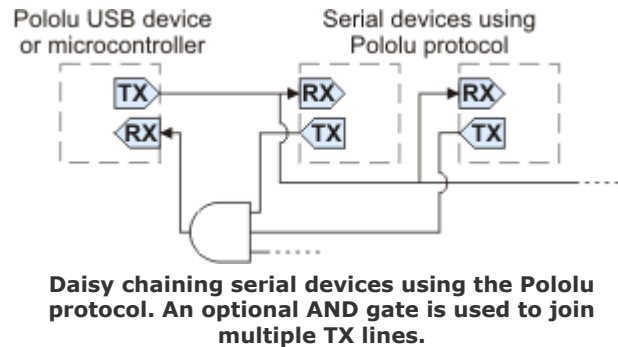 Pololu USB device
or microcontroller
Serial devices using
Pololu protocol
TX
RX
RX
TX
RX
TX
Daisy chaining serial devices using the Pololu
protocol. An optional AND gate is used to join
multiple TX lines.